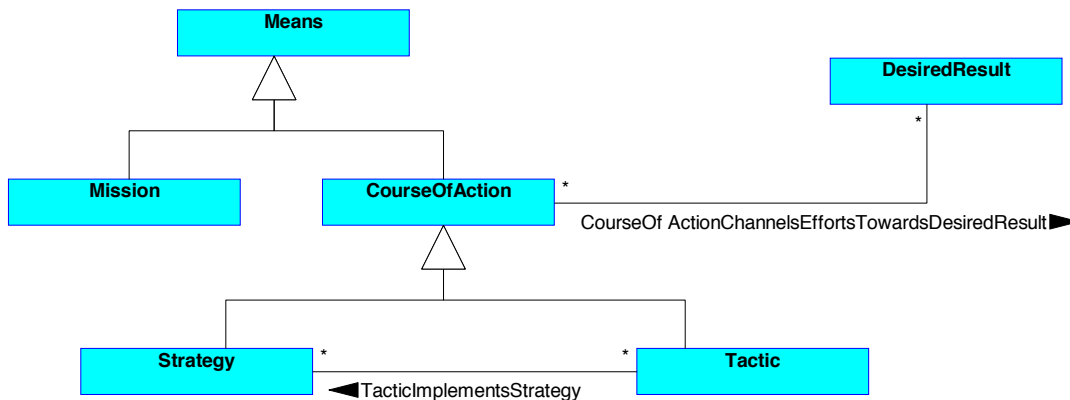 Means
DesiredResult
*
Mission
CourseOfAction
*
CourseOf ActionChannelsEffortsTowardsDesiredResult
Strategy
*
*
Tactic
TacticImplementsStrategy